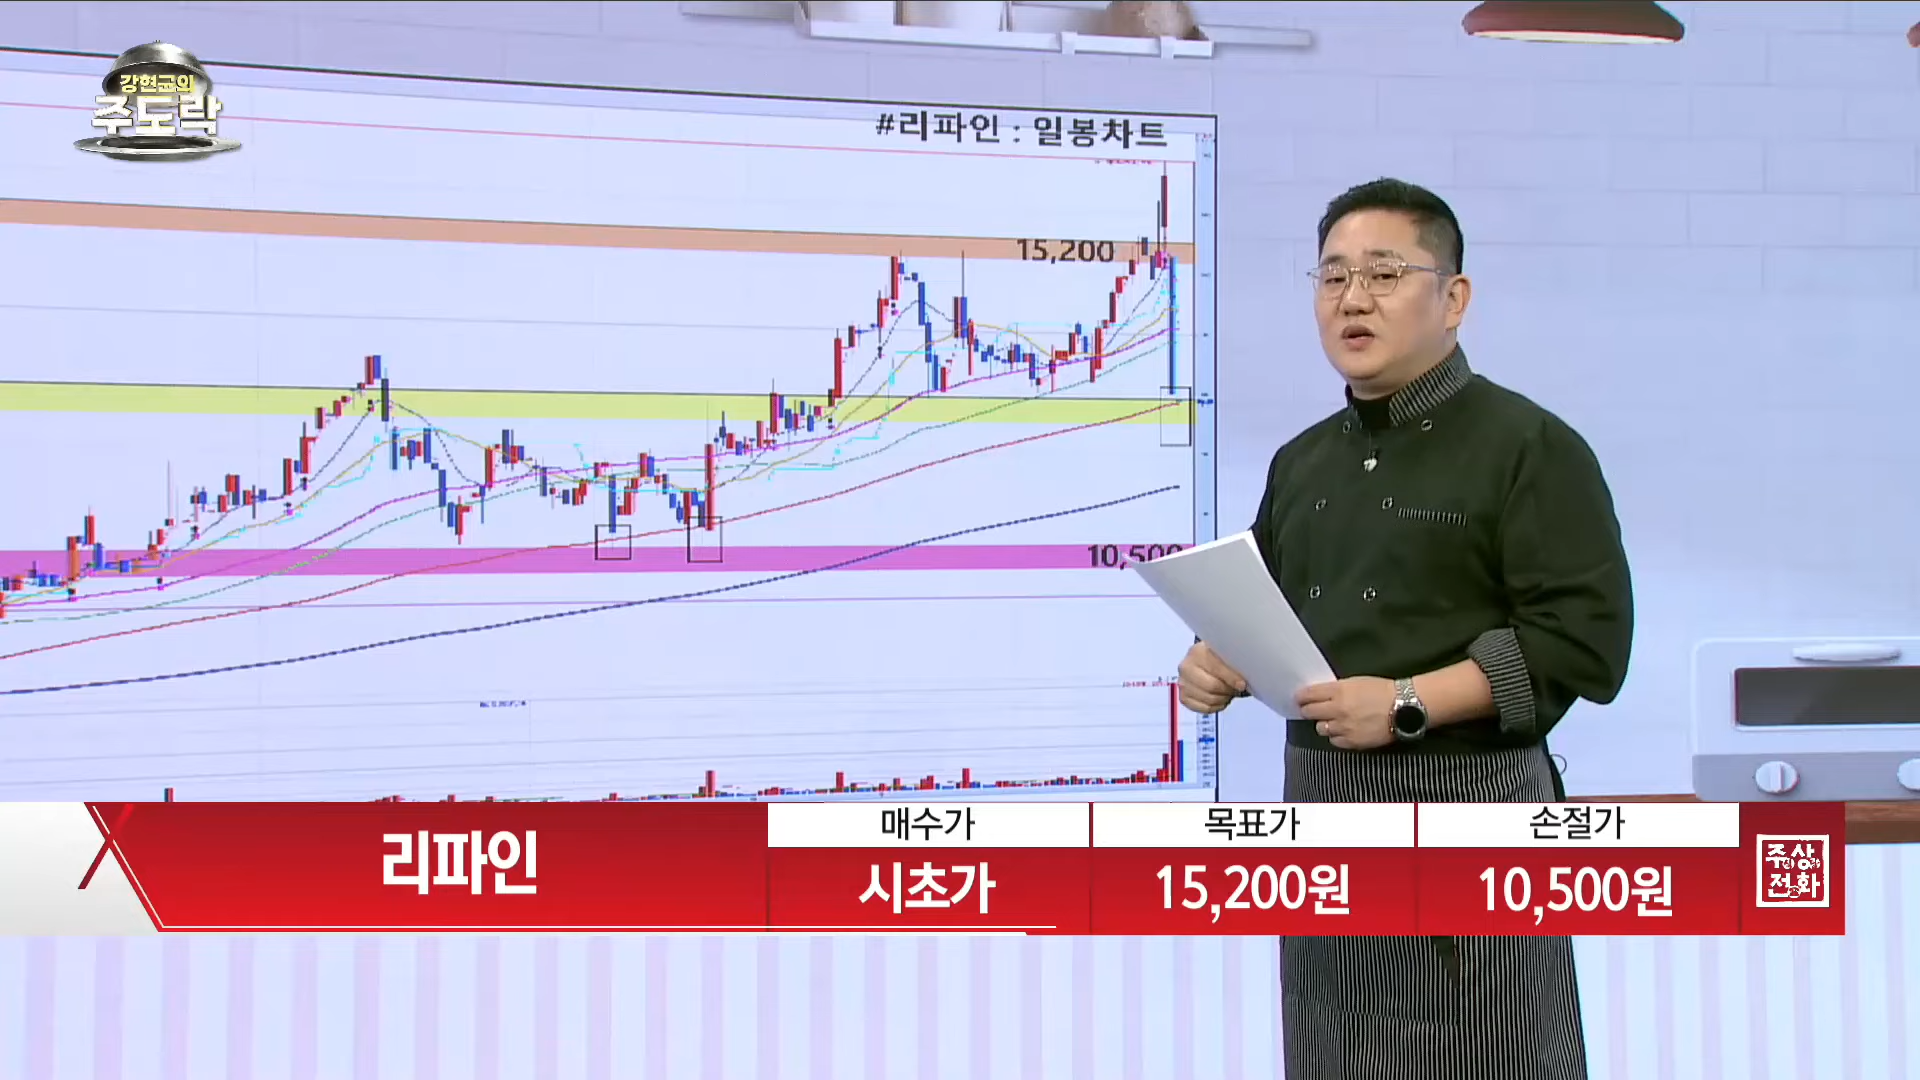 강현균의
주도락
#리파인 : 일봉차트
15,200
10,500
리파인
매수가
시초가
목표가
15,200원
손절가
10,500원
주상
전화